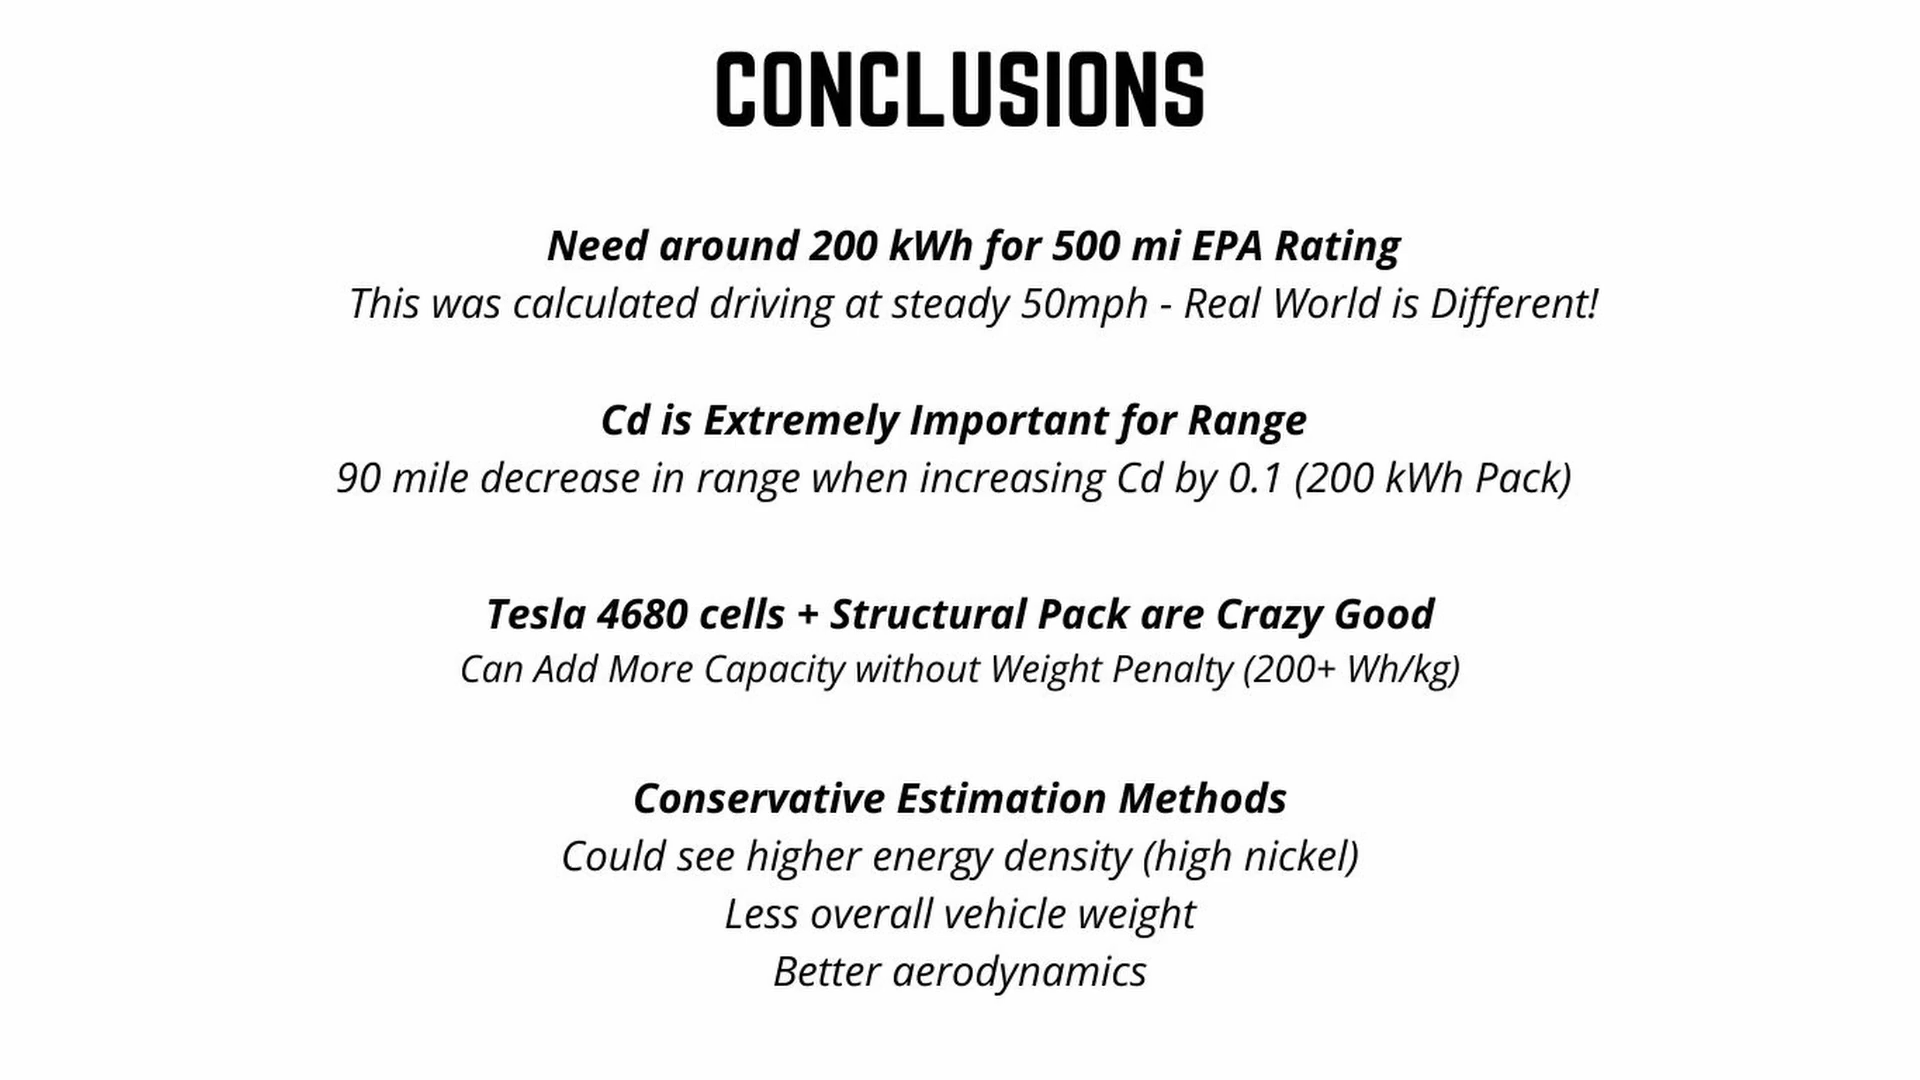 CONCLUSIONS
Need around 200 kWh for 500 mi EPA Rating
This was calculated driving at steady 50mph - Real World is Different!
Cd is Extremely Important for Range
90 mile decrease in range when increasing Cd by 0.1 (200 kWh Pack)
Tesla 4680 cells + Structural Pack are Crazy Good
Can Add More Capacity without Weight Penalty (200+ Wh/kg)
Conservative Estimation Methods
Could see higher energy density (high nickel)
Less overall vehicle weight
Better aerodynamics